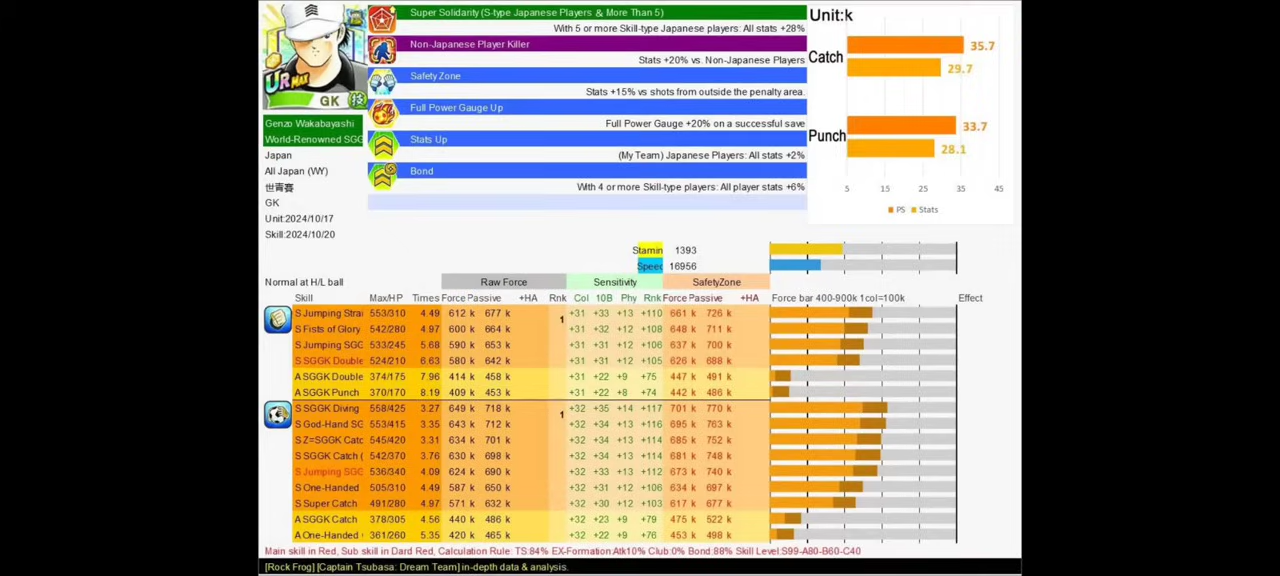 Super Solidarity (S-type Japanese Players & More Than 5)
With 5 or more Skill-type Japanese players: All stats +28%
Non-Japanese Player Killer
Stats +20% vs. Non-Japanese Players
Safety Zone
Stats +15% vs shots from outside the penalty area.
Full Power Gauge Up
Full Power Gauge +20% on a successful save
Stats Up
(My Team) Japanese Players: All stats +2%
Bond
With 4 or more Skill-type players: All player stats +6%
UR MAX
GK 技
Genzo Wakabayashi
World-Renowned SGG
Japan
All Japan (WY)
世青賽
GK
Unit:2024/10/17
Skill:2024/10/20
Unit:k
Catch 35.7
29.7
Punch 33.7
28.1
5 15 25 35 45
PS Stats
Stamin 1393
Speed 16956
Normal at H/L ball Raw Force Sensitivity SafetyZone
Skill Max/HP Times Force Passive +HA Rnk Col 10B Phy Rnk Force Passive +HA Force bar 400-900k 1col=100k Effect
S Jumping Stra 553/310 4.49 612 k 677 k 1 +31 +33 +13 +110 661 k 726 k
S Fists of Glory 542/280 4.97 600 k 664 k +31 +32 +12 +108 648 k 711 k
S Jumping SGG 533/245 5.68 590 k 653 k +31 +31 +12 +106 637 k 700 k
S SGGK Double 524/210 6.63 580 k 642 k +31 +31 +12 +105 626 k 688 k
A SGGK Double 374/175 7.96 414 k 458 k +31 +22 +9 +75 447 k 491 k
A SGGK Punch 370/170 8.19 409 k 453 k +31 +22 +8 +74 442 k 486 k
S SGGK Diving 558/425 3.27 649 k 718 k 1 +32 +35 +14 +117 701 k 770 k
S God-Hand SG 553/415 3.35 643 k 712 k +32 +34 +13 +116 695 k 763 k
S Z=SGGK Catc 545/420 3.31 634 k 701 k +32 +34 +13 +114 685 k 752 k
S SGGK Catch ( 542/370 3.76 630 k 698 k +32 +34 +13 +114 681 k 748 k
S Jumping SGG 536/340 4.09 624 k 690 k +32 +33 +13 +112 673 k 740 k
S One-Handed 505/310 4.49 587 k 650 k +32 +31 +12 +106 634 k 697 k
S Super Catch 491/280 4.97 571 k 632 k +32 +30 +12 +103 617 k 677 k
A SGGK Catch 378/305 4.56 440 k 486 k +32 +23 +9 +79 475 k 522 k
A One-Handed 361/260 5.35 420 k 465 k +32 +22 +9 +76 453 k 498 k
Main skill in Red, Sub skill in Dard Red, Calculation Rule: TS:84% EX-Formation:Atk10% Club:0% Bond:88% Skill Level:S99-A80-B60-C40
[Rock Frog] [Captain Tsubasa: Dream Team] in-depth data & analysis.